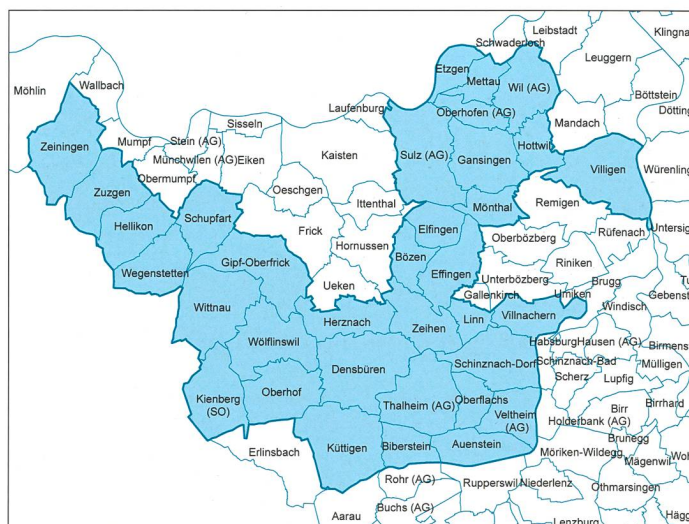 Leibstadt
Klingna
Schwaderloch
Leuggern
Wallbach
Etzgen
Mettau
Wil (AG)
Möhlin
Böttstein
Laufenburg
Oberhofen (AG)
Dötting
Sisseln
Mandach
Mumpf
Stein (AG)
Zeiningen
Hottwil
Münchwilen (AG)
Eiken
Kaisten
Sulz (AG)
Gansingen
Villigen
Würenling
Obermumpf
Zuzgen
Oeschgen
Ittenthal
Mönthal
Remigen
Schupfart
Hellikon
Frick
Elfingen
Rüfenach
Untersig
Hornussen
Oberbözberg
Bözen
Gipf-Oberfrick
Riniken
Wegenstetten
Effingen
Unterbözberg
Brugg
Tu
Ueken
Gallenkirch
Umiken
Gebenst
Wittnau
Windisch
Herznach
Zeihen
Linn
Villnachern
Wölflinswil
Habsburg
Hausen (AG)
Birmens
Schinznach-Dorf
Schinznach-Bad
Mülligen
Densbüren
Scherz
Lupfig
Oberhof
Kienberg
(SO)
Thalheim (AG)
Oberflachs
Birrhard
Birr
Veltheim
(AG)
Holderbank (AG)
Brunegg
Küttigen
Biberstein
Auenstein
Erlinsbach
Möriken-Wildegg
Woh
Mägenwil
Rohr (AG)
Rupperswil
Niederlenz
Othmarsingen
Buchs (AG)
Aarau
Lenzburg
Hägg